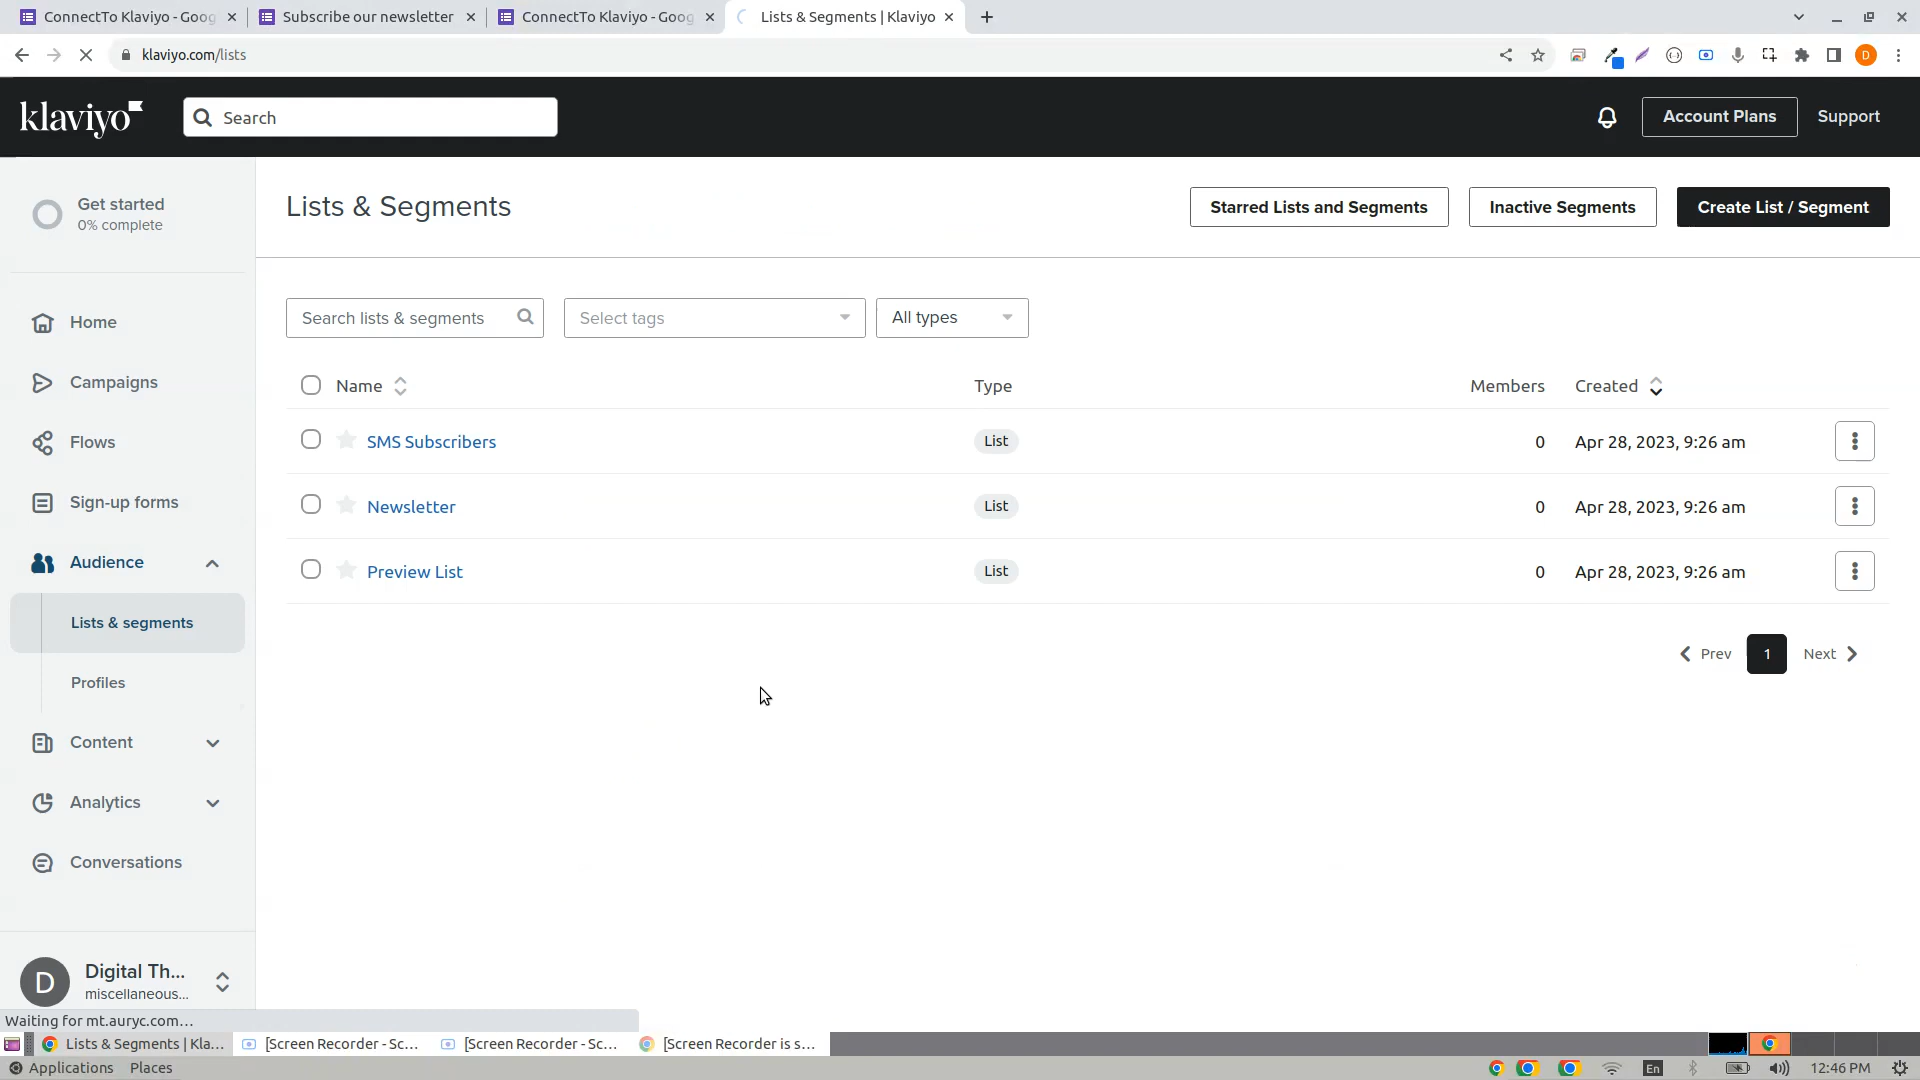 ConnectTo Klaviyo - Goog
Subscribe our newsletter
ConnectTo Klaviyo - Goog
Lists & Segments | Klaviyo
klaviyo.com/lists
D
klaviyo
Search
Account Plans
Support
Get started
0% complete
Lists & Segments
Starred Lists and Segments
Inactive Segments
Create List / Segment
Home
Campaigns
Flows
Sign-up forms
Audience
Lists & segments
Profiles
Content
Analytics
Conversations
Search lists & segments
Select tags
All types
Name
Type
Members
Created
SMS Subscribers
List
0
Apr 28, 2023, 9:26 am
Newsletter
List
0
Apr 28, 2023, 9:26 am
Preview List
List
0
Apr 28, 2023, 9:26 am
Prev
1
Next
D
Digital Th...
miscellaneous...
Waiting for mt.auryc.com...
Lists & Segments | Kla...
[Screen Recorder - Sc...
[Screen Recorder - Sc...
[Screen Recorder is s...
Applications
Places
En
12:46 PM